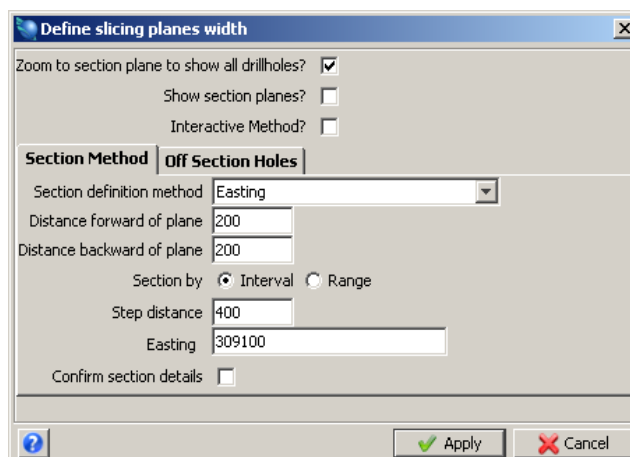 Define slicing planes width
Zoom to section plane to show all drillholes?
Show section planes?
Interactive Method?
Section Method Off Section Holes
Section definition method Easting
Distance forward of plane 200
Distance backward of plane 200
Section by Interval Range
Step distance 400
Easting 309100
Confirm section details
? Apply Cancel